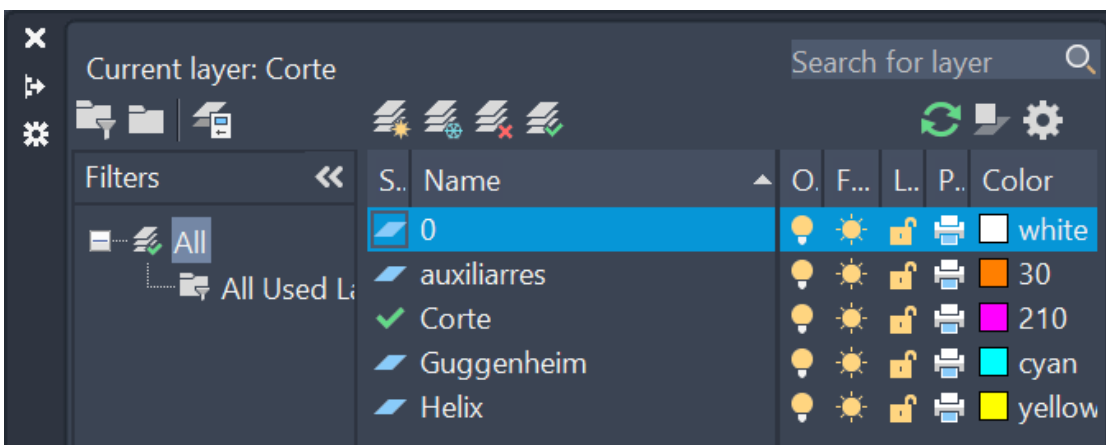 Current layer: Corte
Search for layer
Filters
S.. Name O. F... L.. P.. Color
All
All Used La
0 white
auxiliarres 30
Corte 210
Guggenheim cyan
Helix yellow